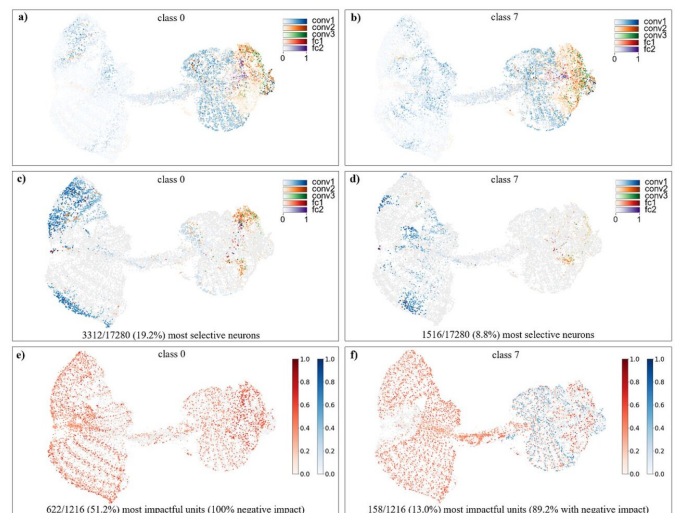 a)
class 0
conv1
conv2
conv3
fc1
fc2
0
1
b)
class 7
conv1
conv2
conv3
fc1
fc2
0
1
c)
class 0
conv1
conv2
conv3
fc1
fc2
0
1
3312/17280 (19.2%) most selective neurons
d)
class 7
conv1
conv2
conv3
fc1
fc2
0
1
1516/17280 (8.8%) most selective neurons
e)
class 0
1.0 1.0
0.8 0.8
0.6 0.6
0.4 0.4
0.2 0.2
0.0 0.0
622/1216 (51.2%) most impactful units (100% negative impact)
f)
class 7
1.0 1.0
0.8 0.8
0.6 0.6
0.4 0.4
0.2 0.2
0.0 0.0
158/1216 (13.0%) most impactful units (89.2% with negative impact)